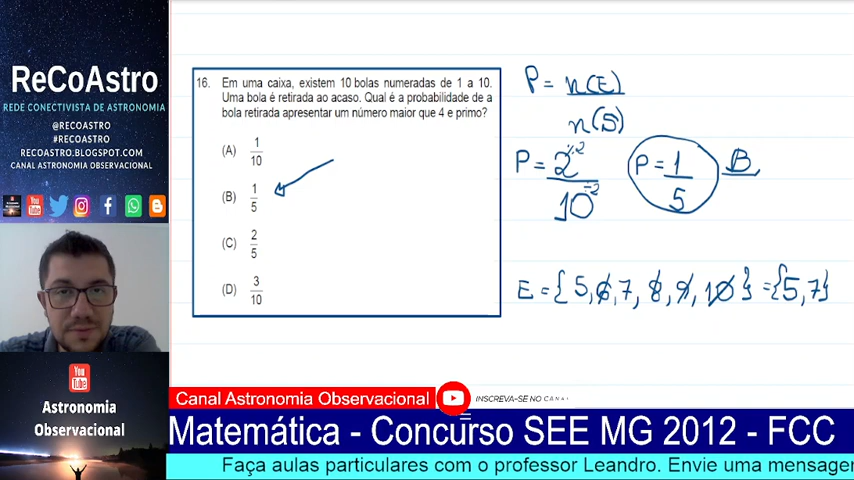 ReCoAstro
REDE CONECTIVISTA DE ASTRONOMIA
@RECOASTRO
#RECOASTRO
RECOASTRO.BLOGSPOT.COM
CANAL ASTRONOMIA OBSERVACIONAL
You
Tube
Astronomia
Observacional
16. Em uma caixa, existem 10 bolas numeradas de 1 a 10.
Uma bola é retirada ao acaso. Qual é a probabilidade de a
bola retirada apresentar um número maior que 4 e primo?
(A) 1/10
(B) 1/5
(C) 2/5
(D) 3/10
P = n(E)/n(S)
P = 2÷2/10÷2 P = 1/5 B
E = {5, 6, 7, 8, 9, 10} = {5, 7}
Canal Astronomia Observacional INSCREVA-SE NO CANAL
Matemática - Concurso SEE MG 2012 - FCC
Faça aulas particulares com o professor Leandro. Envie uma mensagem